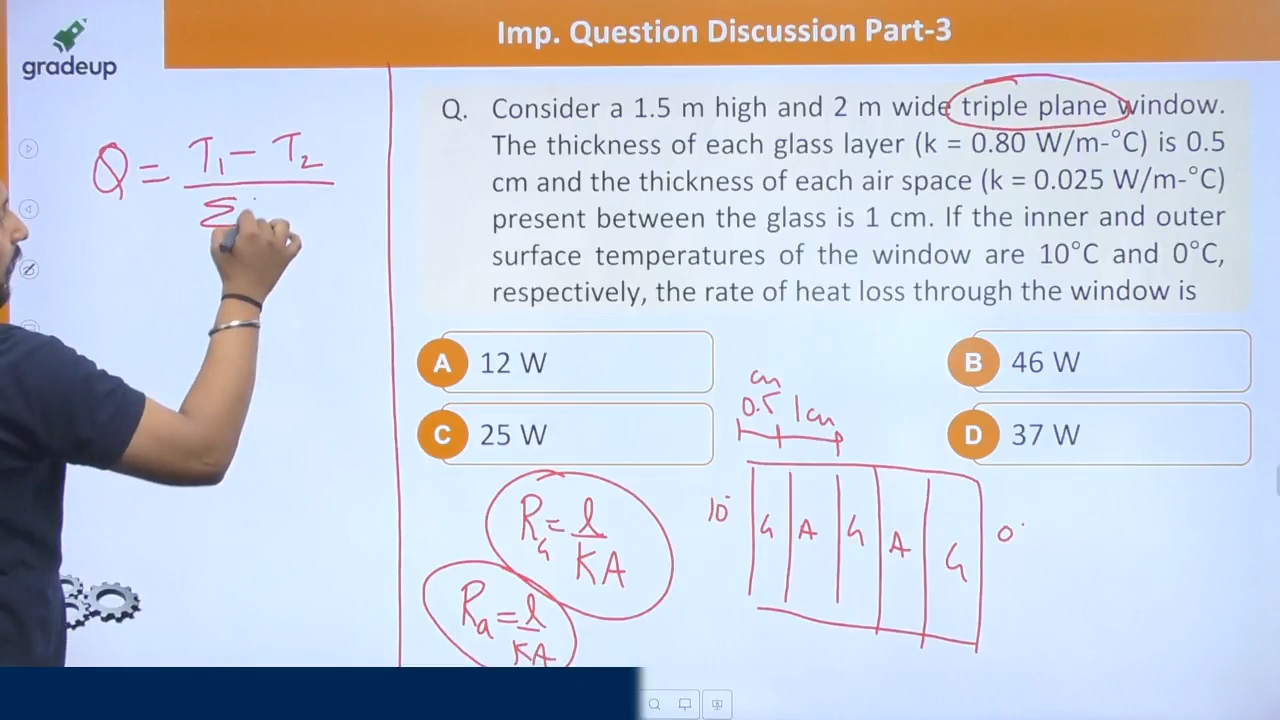 Imp. Question Discussion Part-3
gradeup
Q. Consider a 1.5 m high and 2 m wide triple plane window.
The thickness of each glass layer (k = 0.80 W/m-°C) is 0.5
cm and the thickness of each air space (k = 0.025 W/m-°C)
present between the glass is 1 cm. If the inner and outer
surface temperatures of the window are 10°C and 0°C,
respectively, the rate of heat loss through the window is
A 12 W
B 46 W
C 25 W
D 37 W
Q = T₁ - T₂
Σ
cm
0.5 1cm
10° G A G A G 0°
R_G = l
KA
Rₐ = l
KA